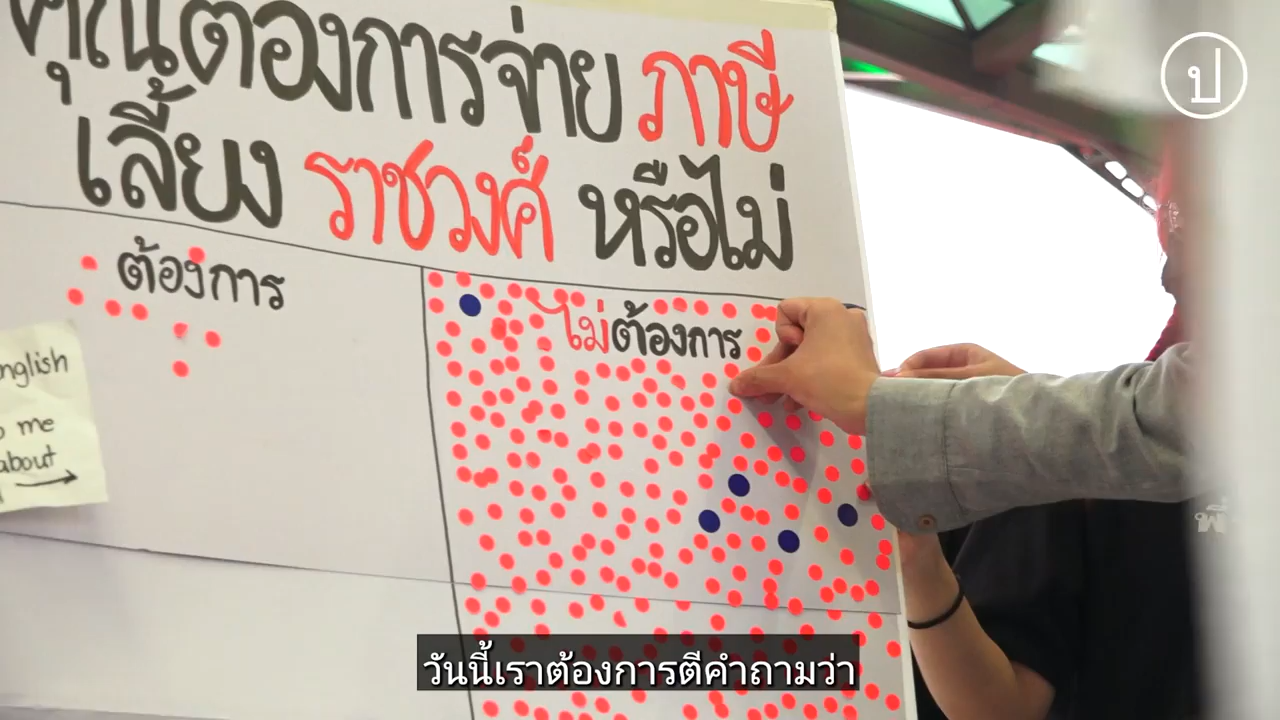 คุณต้องการจ่าย ภาษี
เลี้ยง ราชวงศ์ หรือไม่
ต้องการ
ไม่ต้องการ
nglish
o me
about
ป
วันนี้เราต้องการตีคำถามว่า